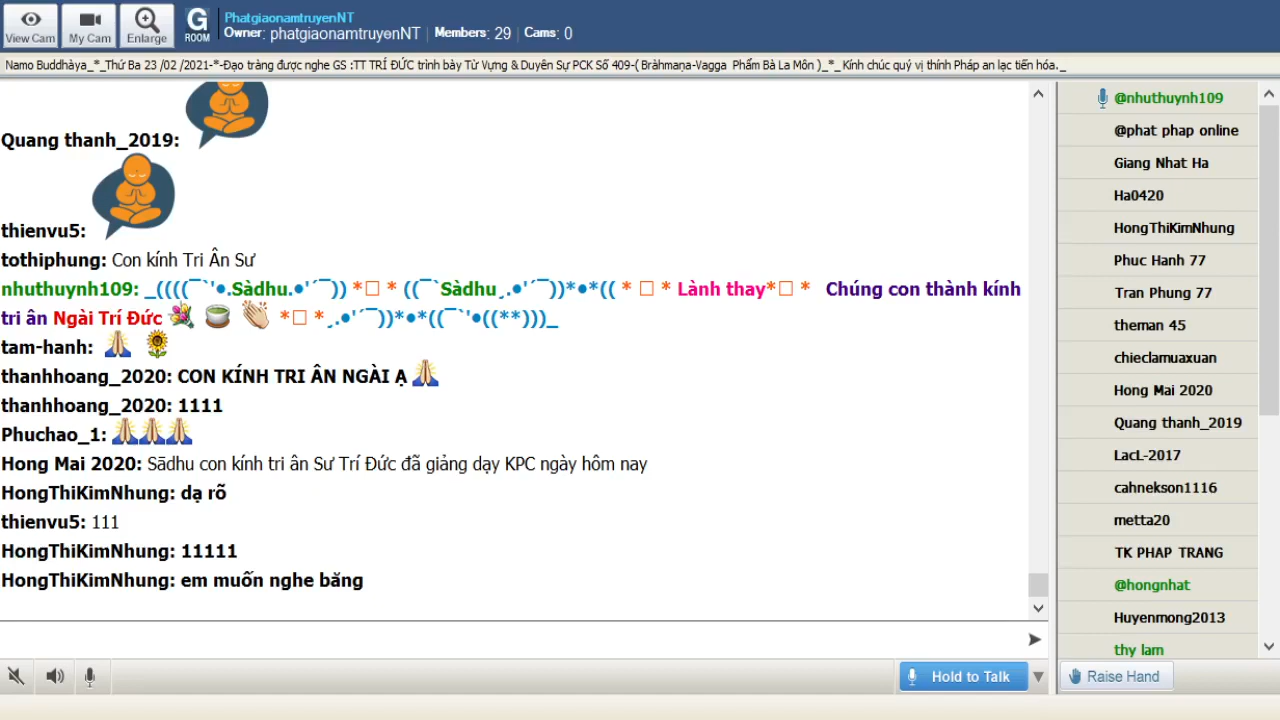 View Cam
My Cam
Enlarge
G ROOM
PhatgiaonamtruyenNT
Owner: phatgiaonamtruyenNT | Members: 29 | Cams: 0
Namo Buddhàya_*_Thứ Ba 23 /02 /2021-*-Đạo tràng được nghe GS :TT TRÍ ĐỨC trình bày Từ Vựng & Duyên Sự PCK Số 409-( Bràhmaṇa-Vagga Phẩm Bà La Môn )_*_ Kính chúc quý vị thính Pháp an lạc tiến hóa._
Quang thanh_2019:
thienvu5:
tothiphung: Con kính Tri Ân Sư
nhuthuynh109: _((((¯`'●.Sàdhu.●'´¯)) *□ * ((¯`Sàdhu¸.●'´¯))*●*(( * □ * Lành thay*□ * Chúng con thành kính
tri ân Ngài Trí Đức 💐 🍵 👏 *□ *¸.●'´¯))*●*((¯`'●((**)))_
tam-hanh: 🙏 🌻
thanhhoang_2020: CON KÍNH TRI ÂN NGÀI Ạ 🙏
thanhhoang_2020: 1111
Phuchao_1: 🙏🙏🙏
Hong Mai 2020: Sādhu con kính tri ân Sư Trí Đức đã giảng dạy KPC ngày hôm nay
HongThiKimNhung: dạ rõ
thienvu5: 111
HongThiKimNhung: 11111
HongThiKimNhung: em muốn nghe băng
@nhuthuynh109
@phat phap online
Giang Nhat Ha
Ha0420
HongThiKimNhung
Phuc Hanh 77
Tran Phung 77
theman 45
chieclamuaxuan
Hong Mai 2020
Quang thanh_2019
LacL-2017
cahnekson1116
metta20
TK PHAP TRANG
@hongnhat
Huyenmong2013
thy lam
Hold to Talk
Raise Hand